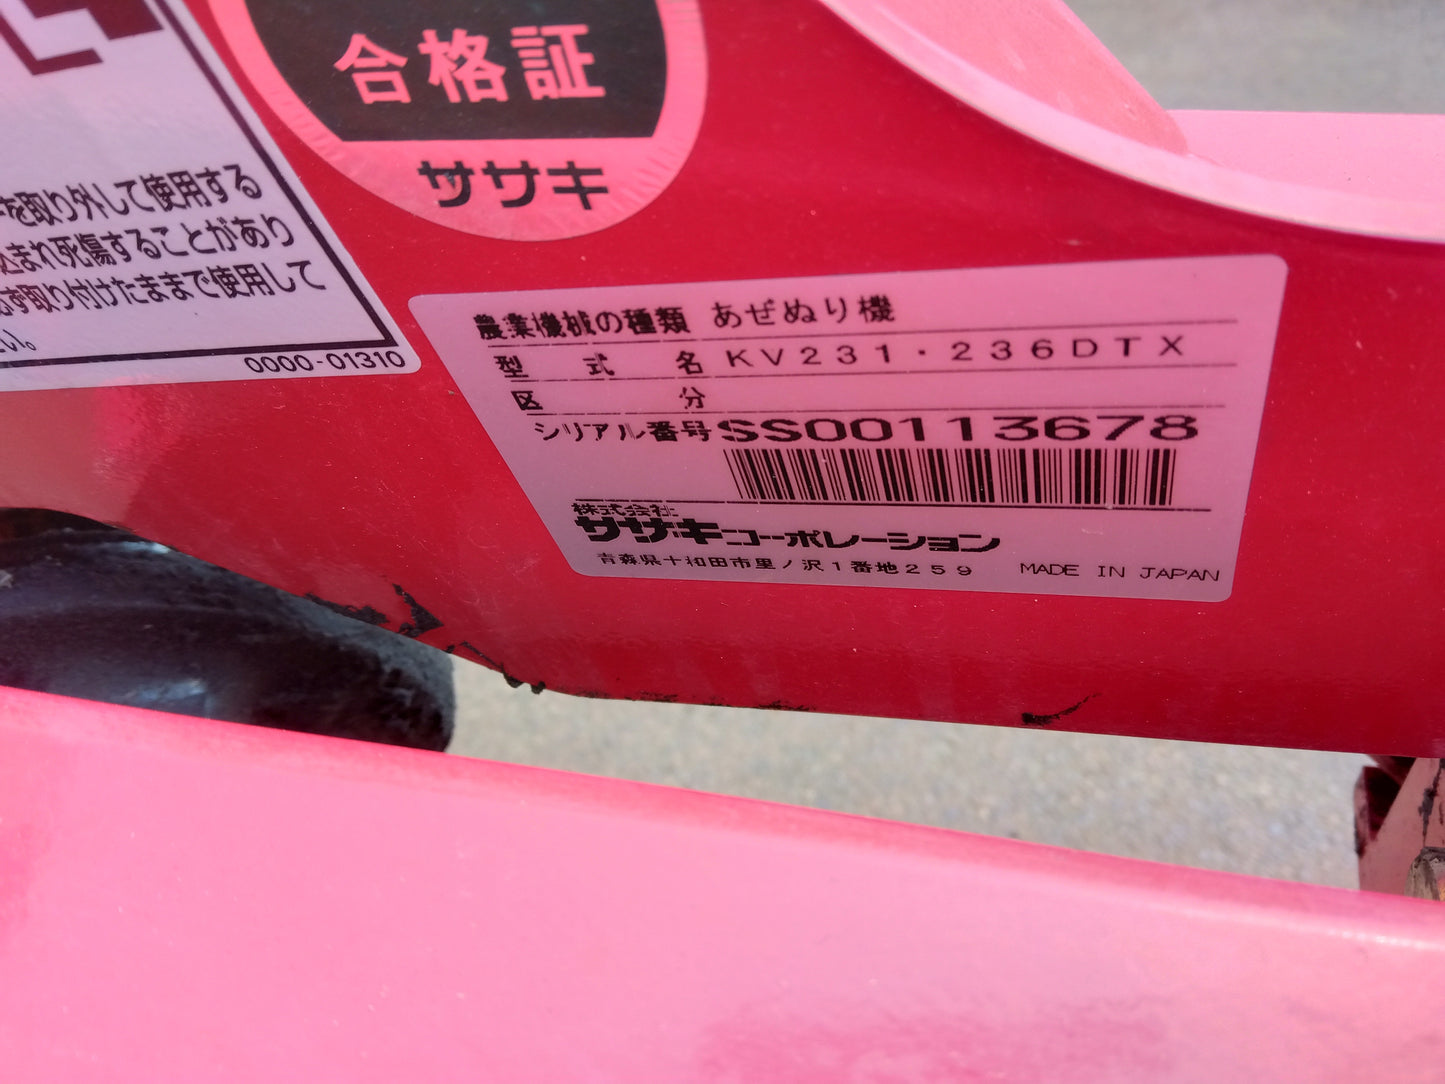 合格証
ササキ
を取り外して使用する
込まれ死傷することがあり
を取り付けたままで使用して
い。
0000-01310
農業機械の種類 あぜぬり機
型式名 KV231・236DTX
区分
シリアル番号 SS00113678
株式会社
ササキコーポレーション
青森県十和田市里ノ沢1番地259 MADE IN JAPAN